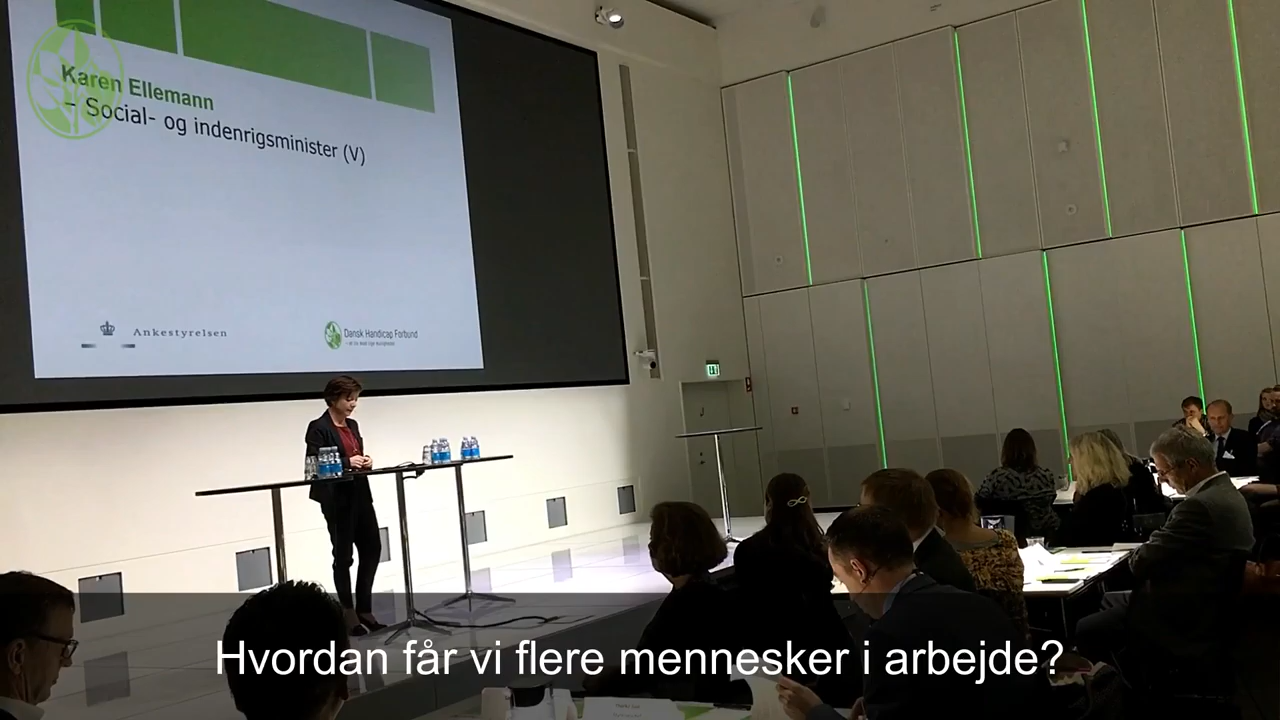 Karen Ellemann
– Social- og indenrigsminister (V)
Ankestyrelsen
Dansk Handicap Forbund
Hvordan får vi flere mennesker i arbejde?